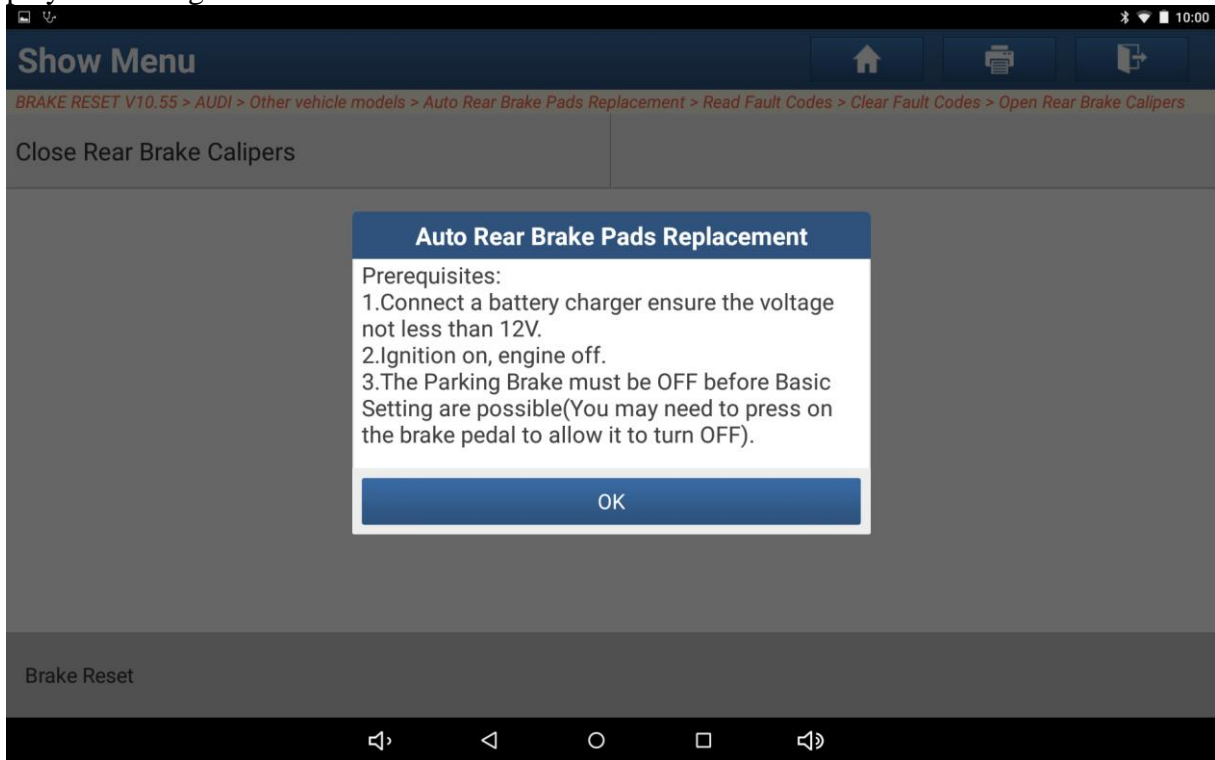 10:00
Show Menu
BRAKE RESET V10.55 > AUDI > Other vehicle models > Auto Rear Brake Pads Replacement > Read Fault Codes > Clear Fault Codes > Open Rear Brake Calipers
Close Rear Brake Calipers
Auto Rear Brake Pads Replacement
Prerequisites:
1.Connect a battery charger ensure the voltage
not less than 12V.
2.Ignition on, engine off.
3.The Parking Brake must be OFF before Basic
Setting are possible(You may need to press on
the brake pedal to allow it to turn OFF).
OK
Brake Reset